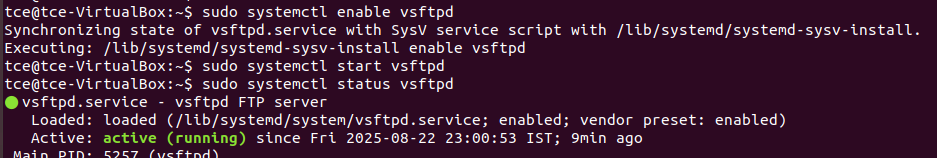 tce@tce-VirtualBox:~$ sudo systemctl enable vsftpd
Synchronizing state of vsftpd.service with SysV service script with /lib/systemd/systemd-sysv-install.
Executing: /lib/systemd/systemd-sysv-install enable vsftpd
tce@tce-VirtualBox:~$ sudo systemctl start vsftpd
tce@tce-VirtualBox:~$ sudo systemctl status vsftpd
● vsftpd.service - vsftpd FTP server
Loaded: loaded (/lib/systemd/system/vsftpd.service; enabled; vendor preset: enabled)
Active: active (running) since Fri 2025-08-22 23:00:53 IST; 9min ago
Main PID: 5257 (vsftpd)